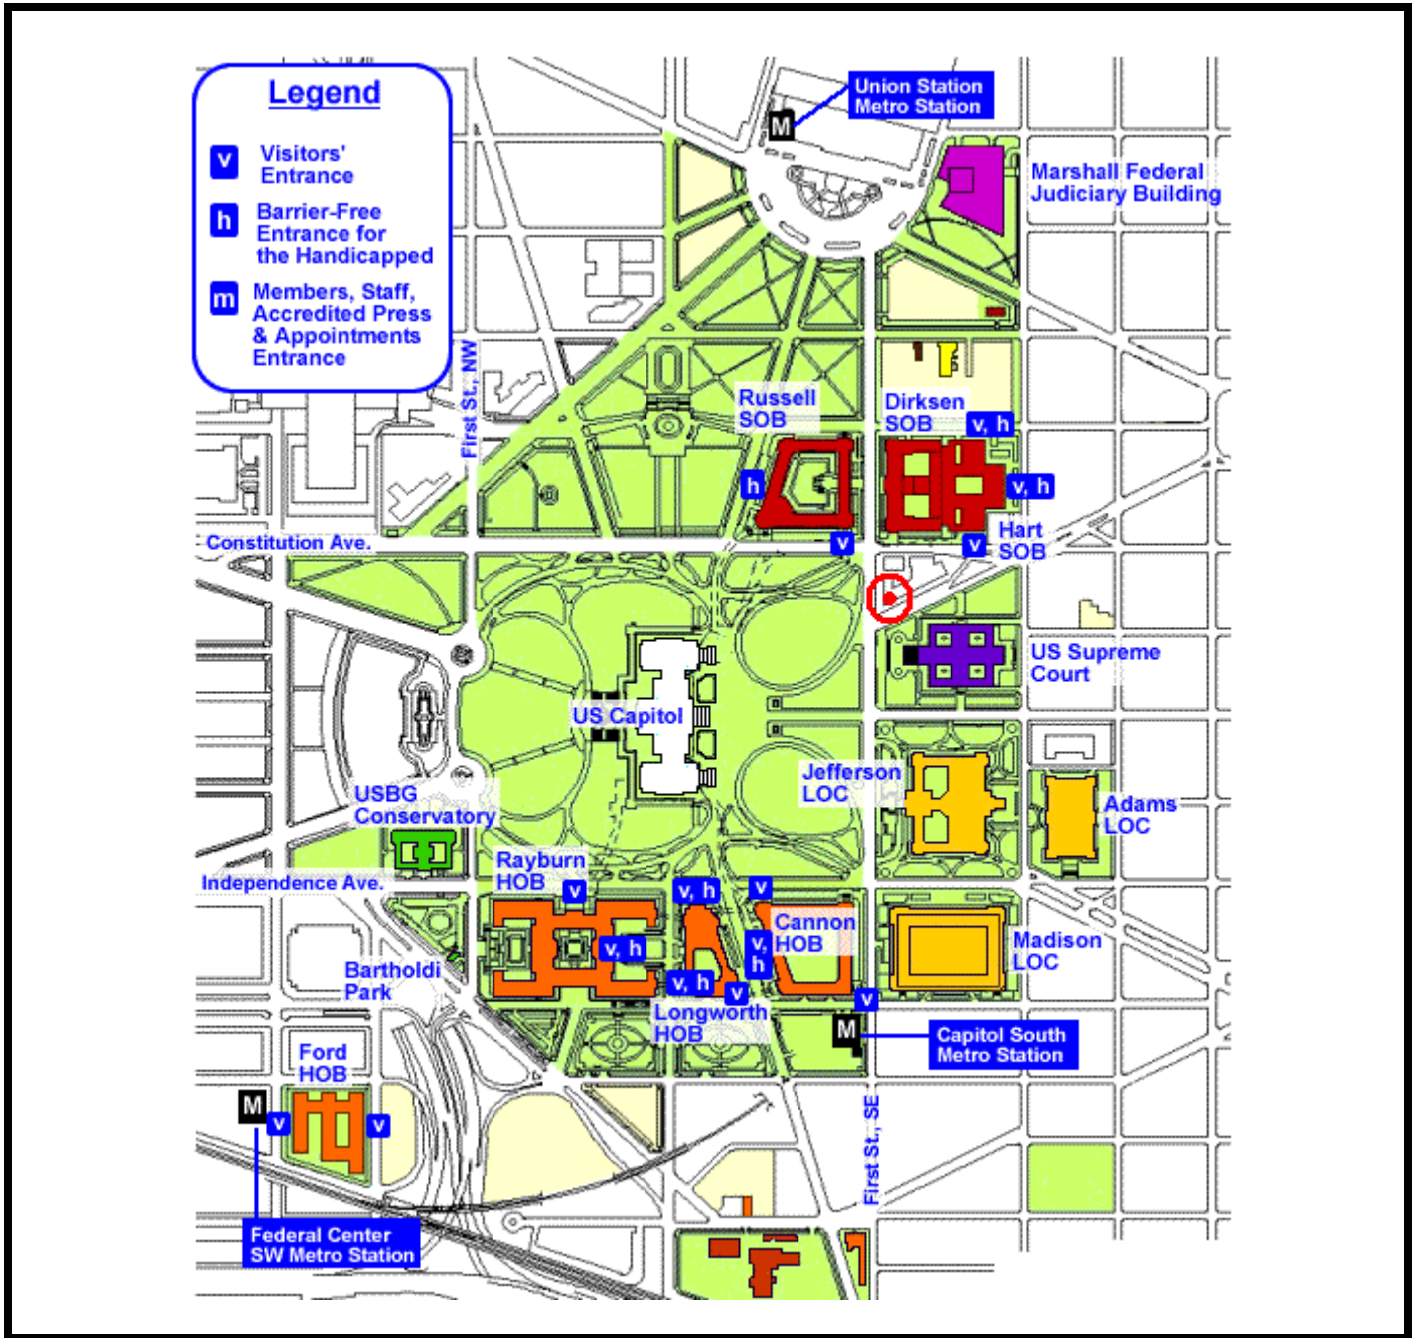 Legend
v Visitors'
Entrance
h Barrier-Free
Entrance for
the Handicapped
m Members, Staff,
Accredited Press
& Appointments
Entrance
Union Station
Metro Station
M
Marshall Federal
Judiciary Building
First St., NW
Russell
SOB
Dirksen
SOB
v, h
h
v, h
Constitution Ave.
v
v
Hart
SOB
US Supreme
Court
US Capitol
Jefferson
LOC
Adams
LOC
USBG
Conservatory
Independence Ave.
Rayburn
HOB
v
v, h
v
Cannon
HOB
v, h
v,
h
Madison
LOC
Bartholdi
Park
v, h
v
v
Longworth
HOB
M
Capitol South
Metro Station
Ford
HOB
M
v
v
First St., SE
Federal Center
SW Metro Station